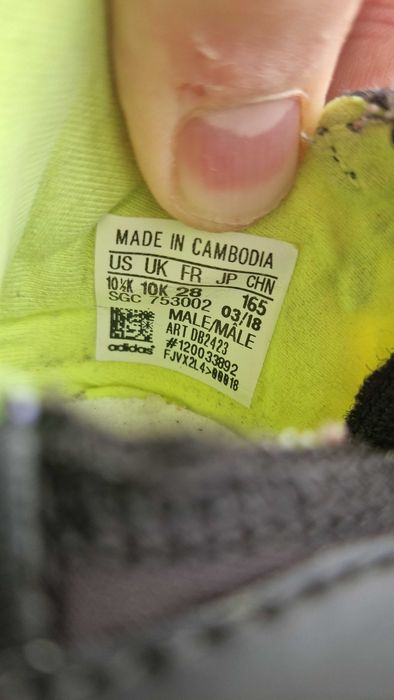 MADE IN CAMBODIA
US UK FR JP CHN
10½K 10K 28 165
SGC 753002 03/18
MALE/MÂLE
ART DB2423
#120033892
FJVX2L4>00018
adidas